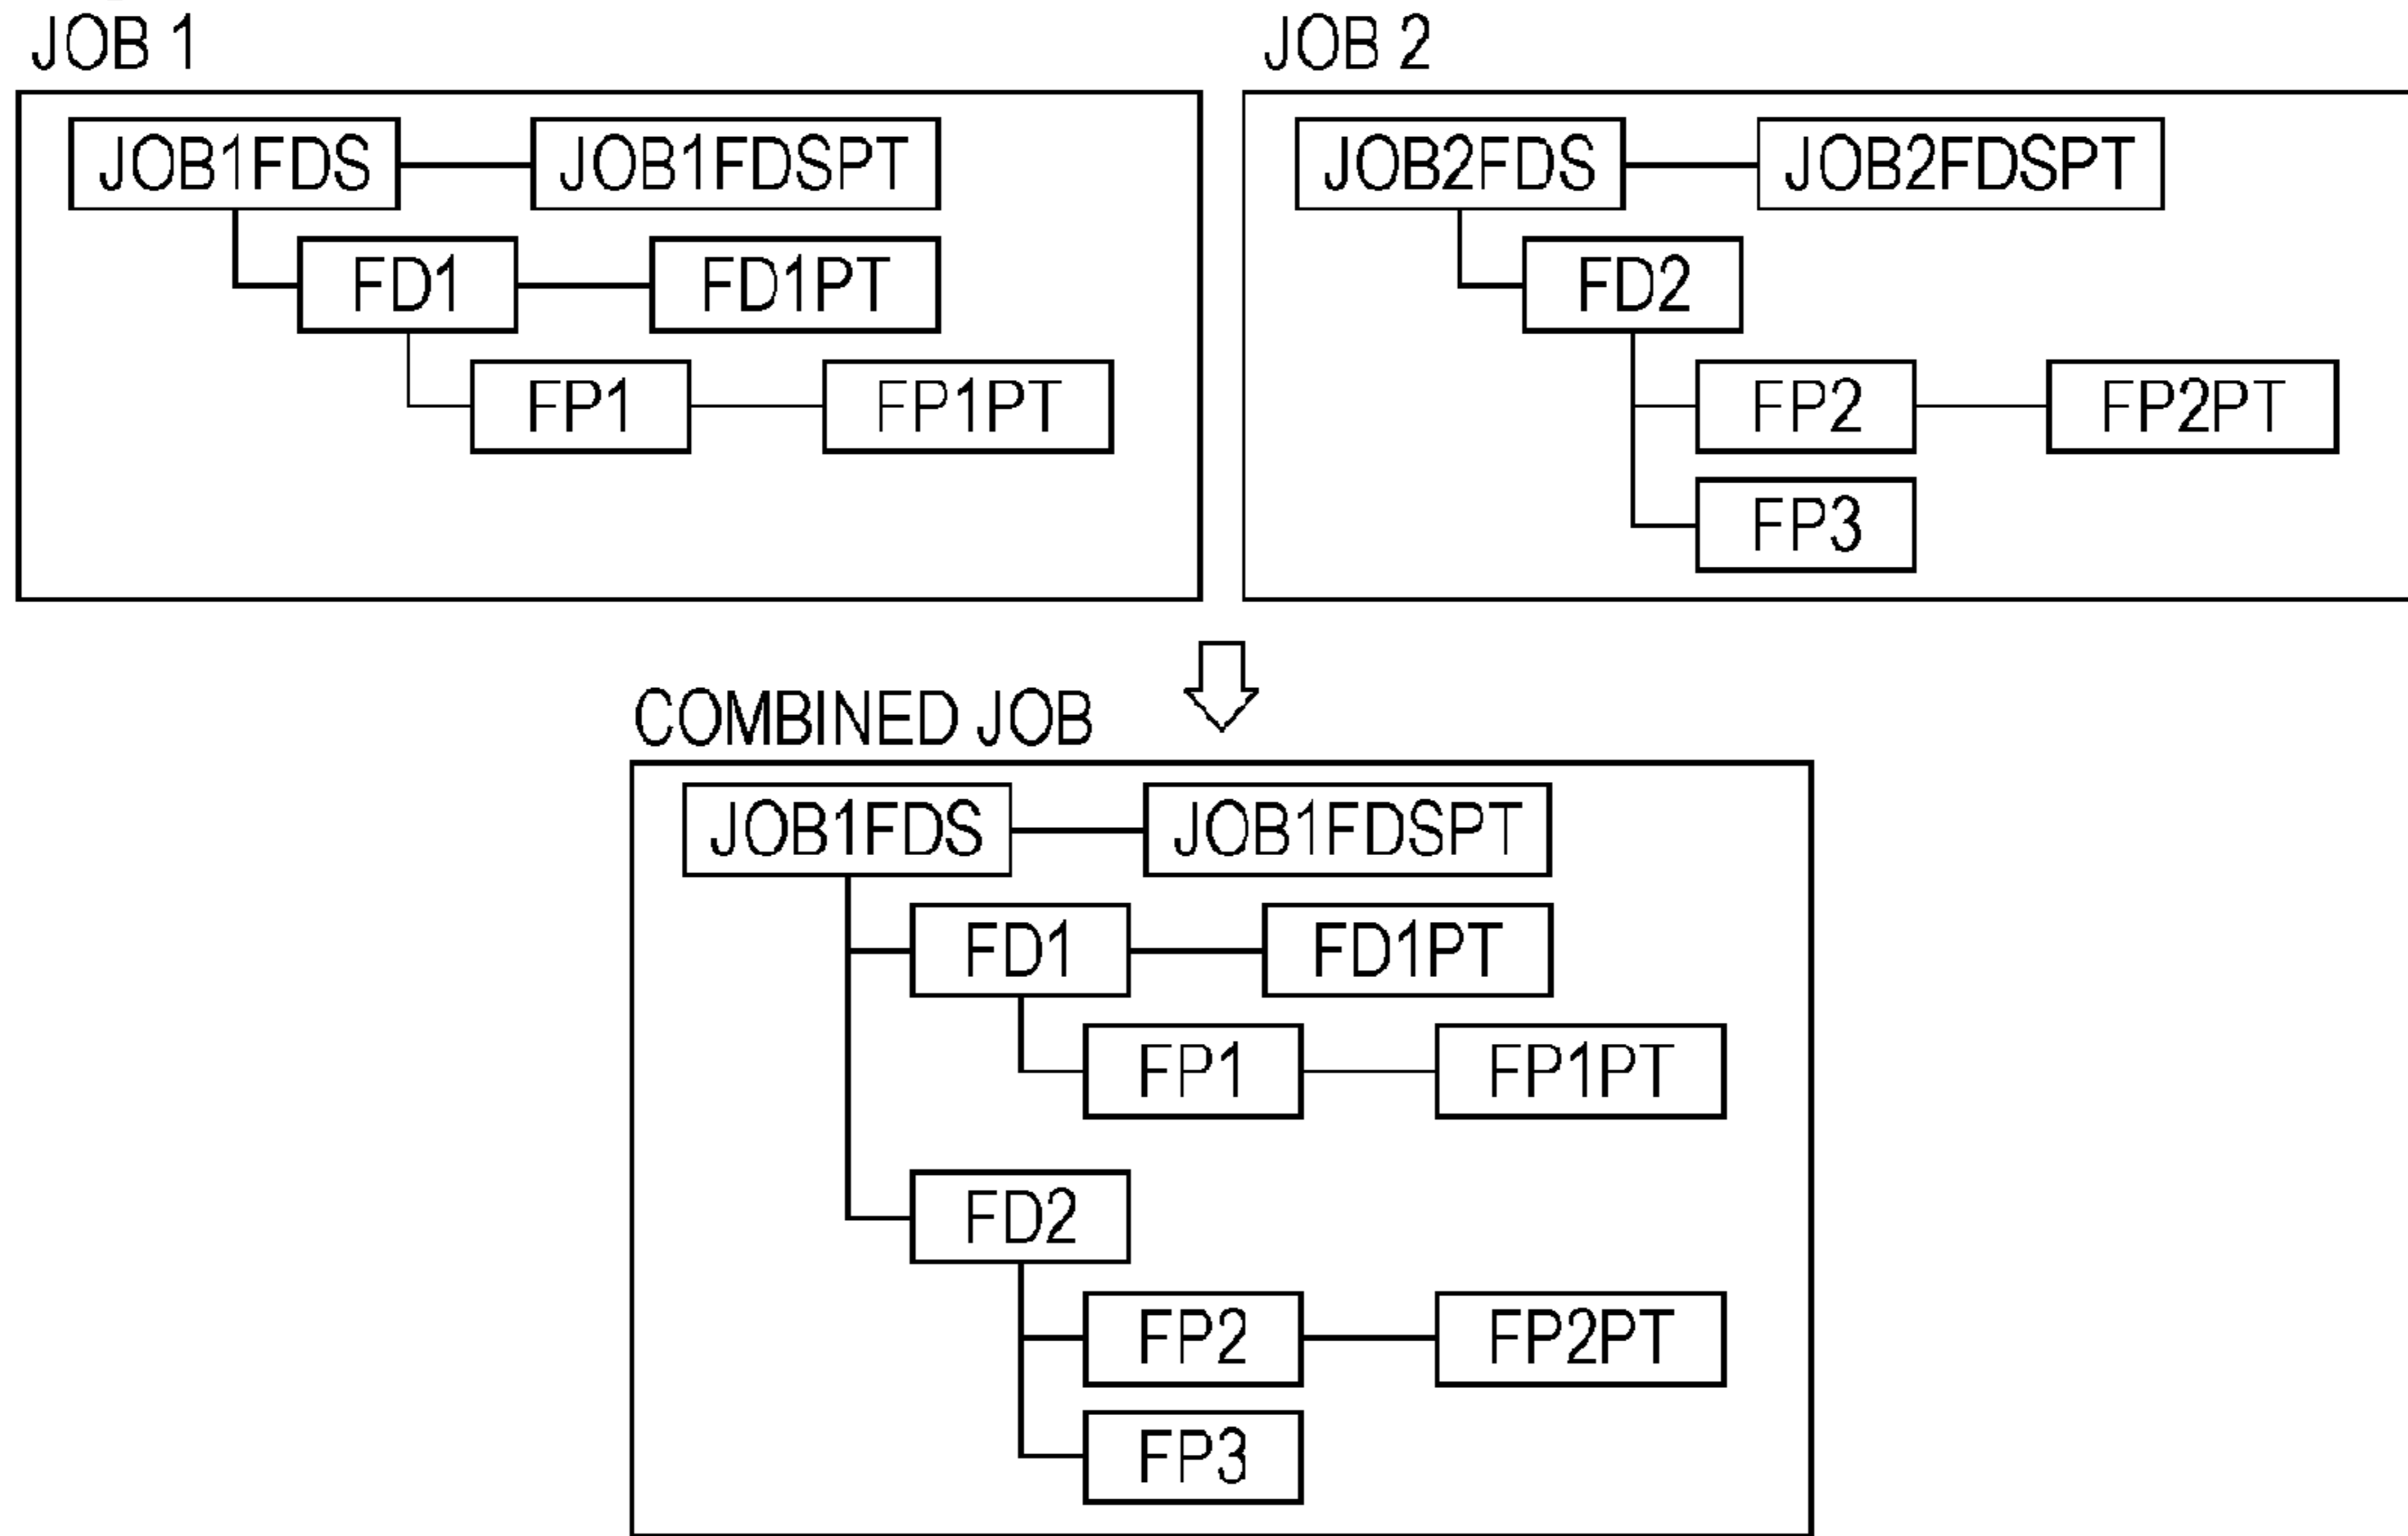 JOB 1
JOB1FDS JOB1FDSPT
FD1 FD1PT
FP1 FP1PT
JOB 2
JOB2FDS JOB2FDSPT
FD2
FP2 FP2PT
FP3
COMBINED JOB
JOB1FDS JOB1FDSPT
FD1 FD1PT
FP1 FP1PT
FD2
FP2 FP2PT
FP3